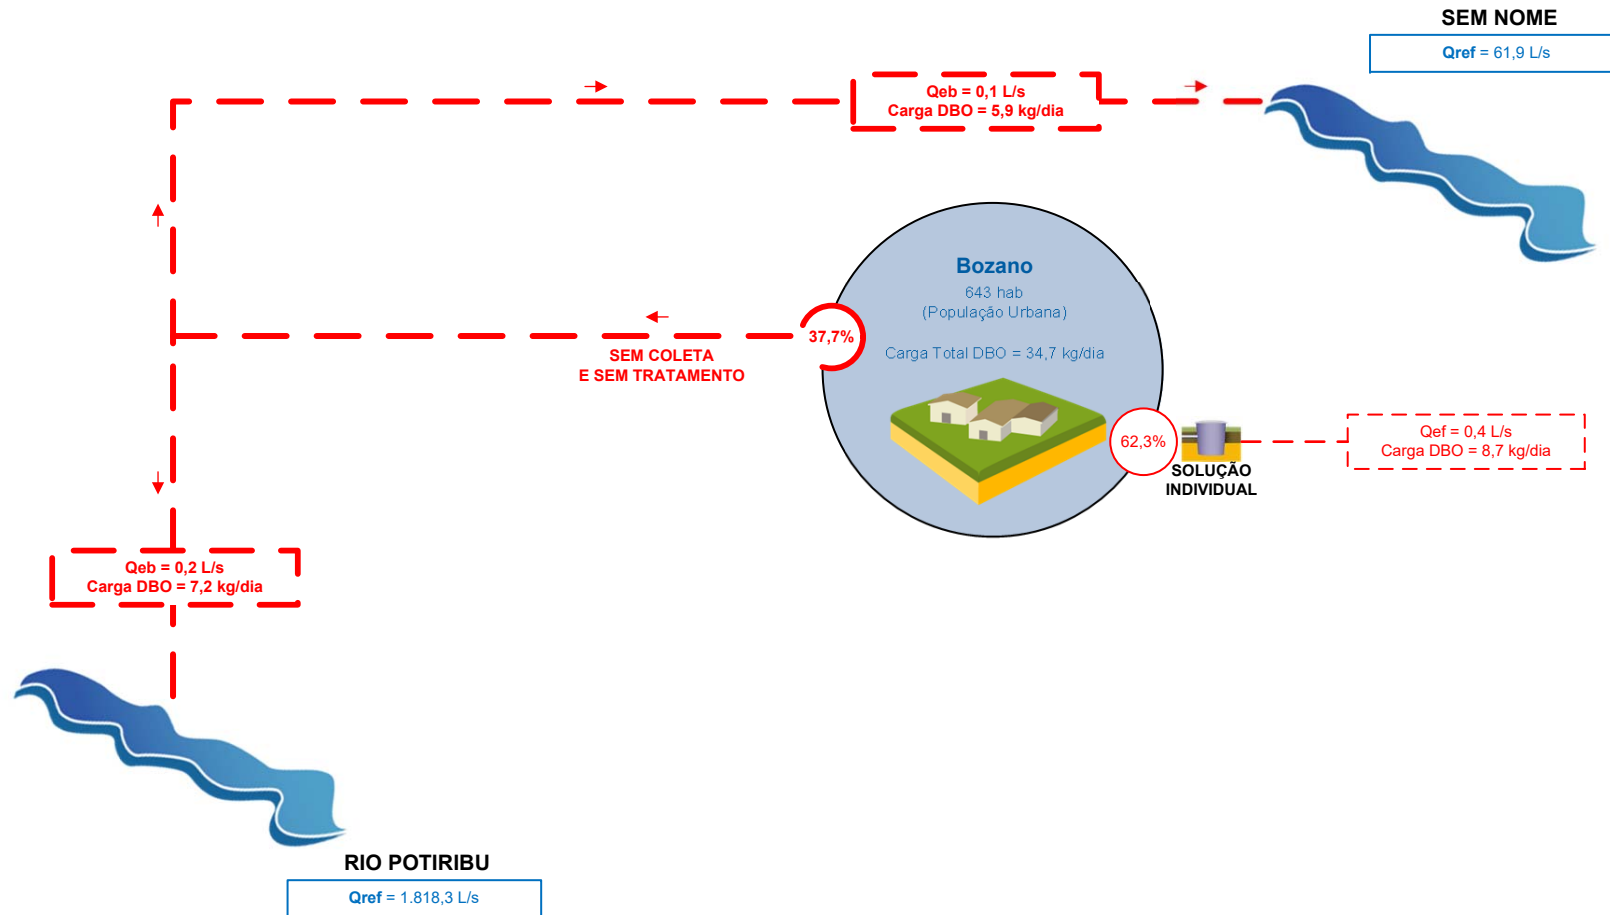 SEM NOME
Qref = 61,9 L/s
Qeb = 0,1 L/s
Carga DBO = 5,9 kg/dia
Bozano
643 hab
(População Urbana)
Carga Total DBO = 34,7 kg/dia
37,7%
SEM COLETA
E SEM TRATAMENTO
62,3%
SOLUÇÃO
INDIVIDUAL
Qef = 0,4 L/s
Carga DBO = 8,7 kg/dia
Qeb = 0,2 L/s
Carga DBO = 7,2 kg/dia
RIO POTIRIBU
Qref = 1.818,3 L/s